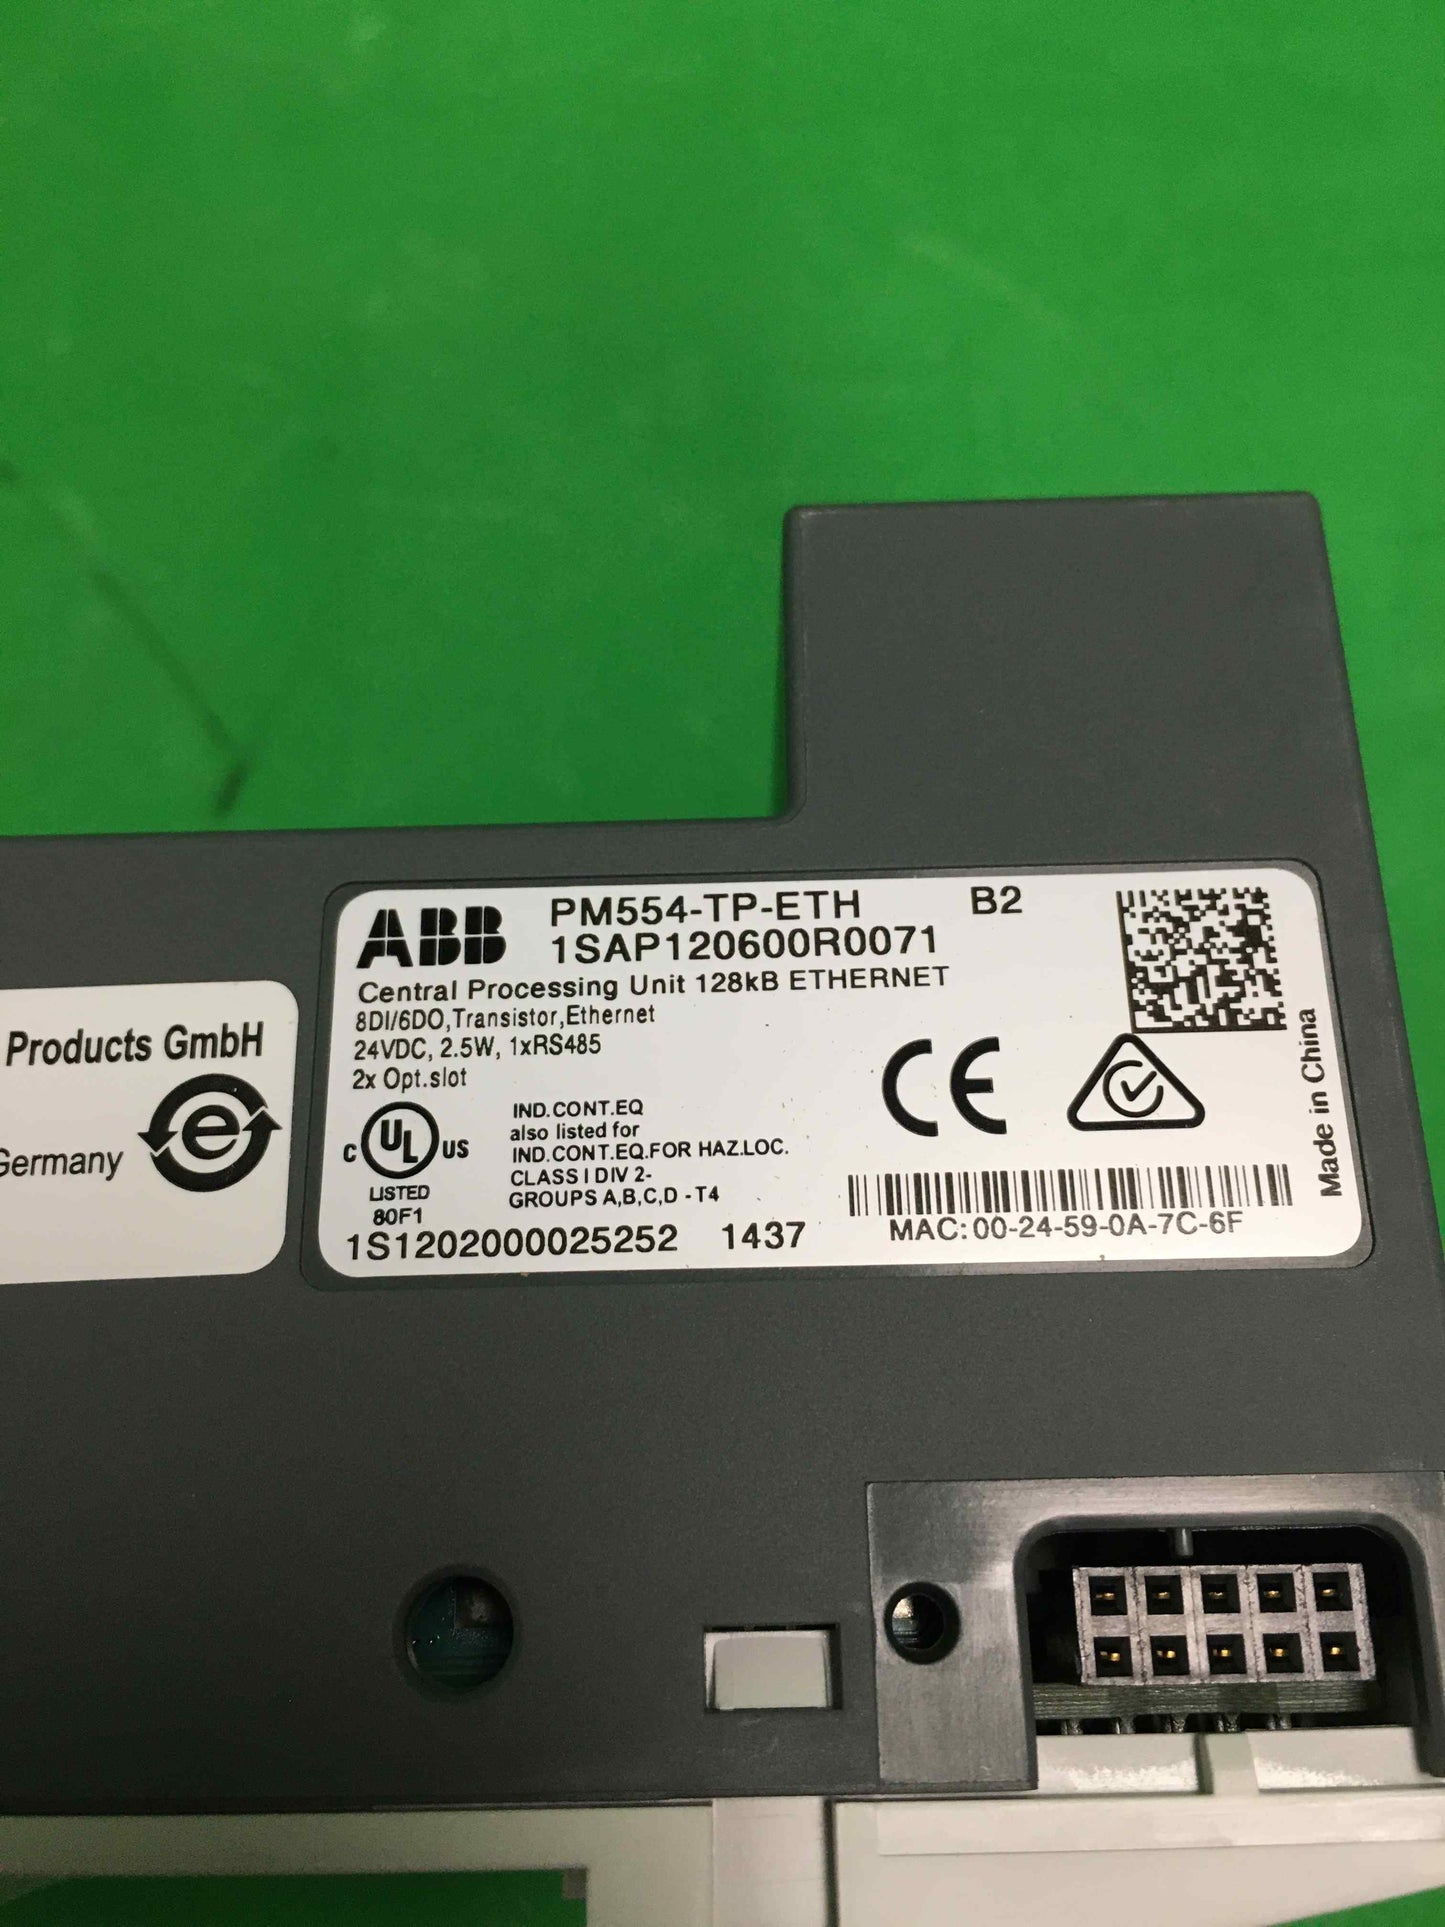 Products GmbH
Germany
e
ABB PM554-TP-ETH B2
1SAP120600R0071
Central Processing Unit 128kB ETHERNET
8DI/6DO,Transistor,Ethernet
24VDC, 2.5W, 1xRS485
2x Opt.slot
C UL US
LISTED
80F1
IND.CONT.EQ
also listed for
IND.CONT.EQ.FOR HAZ.LOC.
CLASS I DIV 2-
GROUPS A,B,C,D - T4
CE
Made in China
1S1202000025252 1437
MAC: 00-24-59-0A-7C-6F